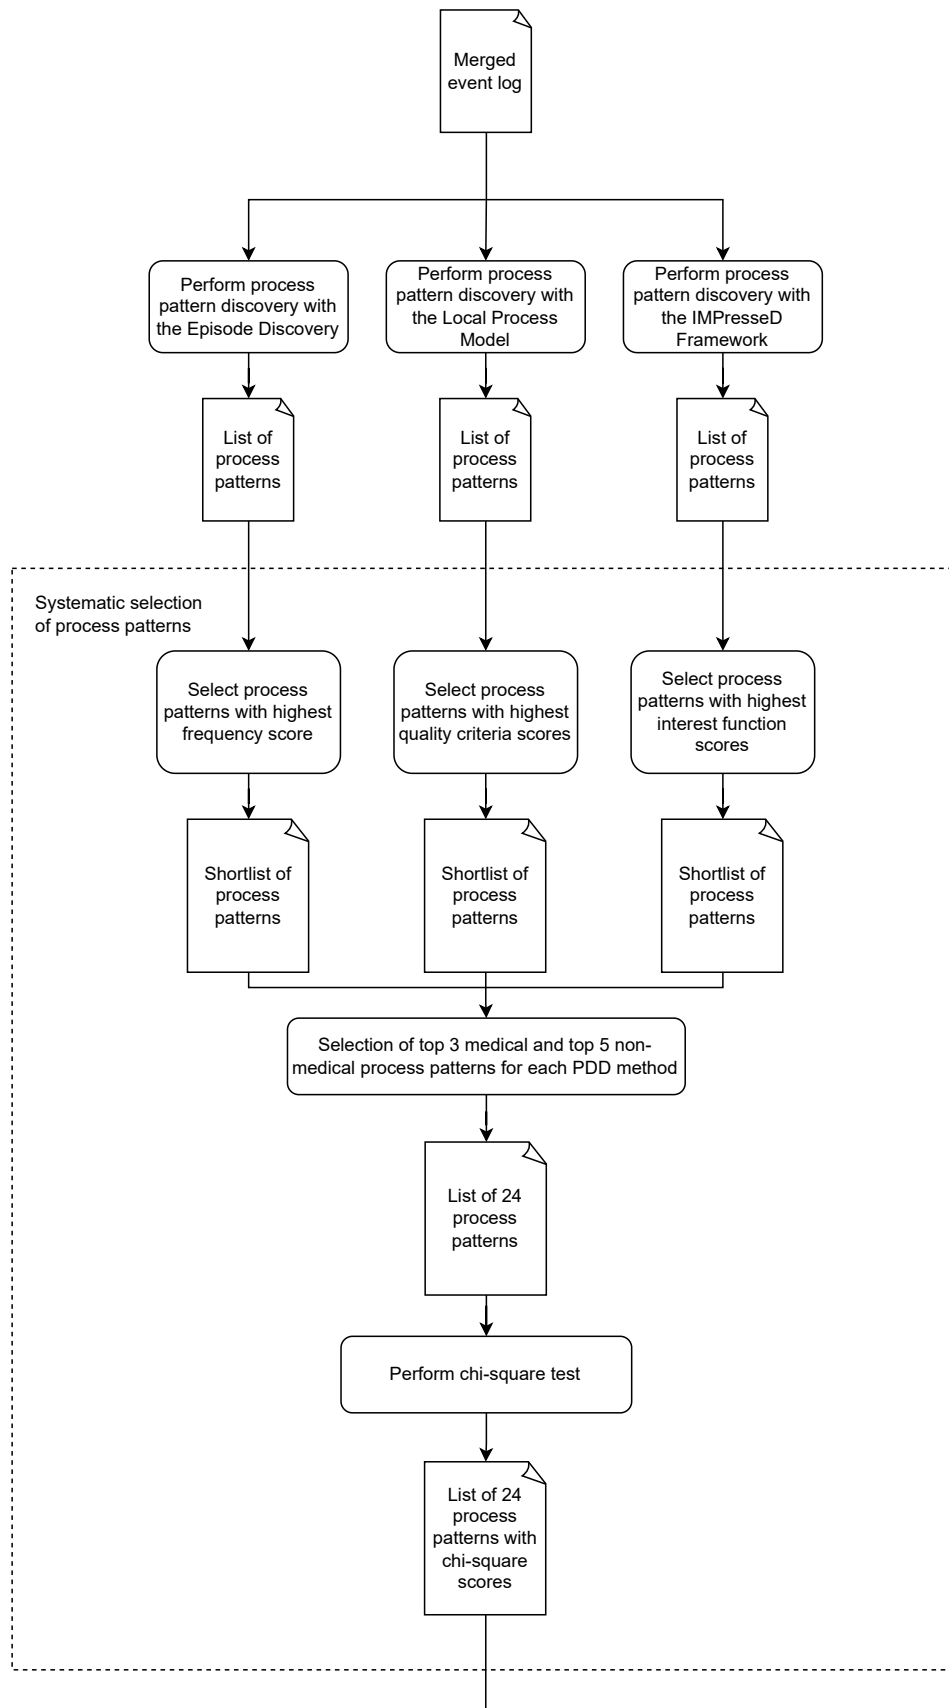 Merged
event log
Perform process
pattern discovery with
the Episode Discovery
Perform process
pattern discovery with
the Local Process
Model
Perform process
pattern discovery with
the IMPresseD
Framework
List of
process
patterns
List of
process
patterns
List of
process
patterns
Systematic selection
of process patterns
Select process
patterns with highest
frequency score
Select process
patterns with highest
quality criteria scores
Select process
patterns with highest
interest function
scores
Shortlist of
process
patterns
Shortlist of
process
patterns
Shortlist of
process
patterns
Selection of top 3 medical and top 5 non-
medical process patterns for each PDD method
List of 24
process
patterns
Perform chi-square test
List of 24
process
patterns with
chi-square
scores